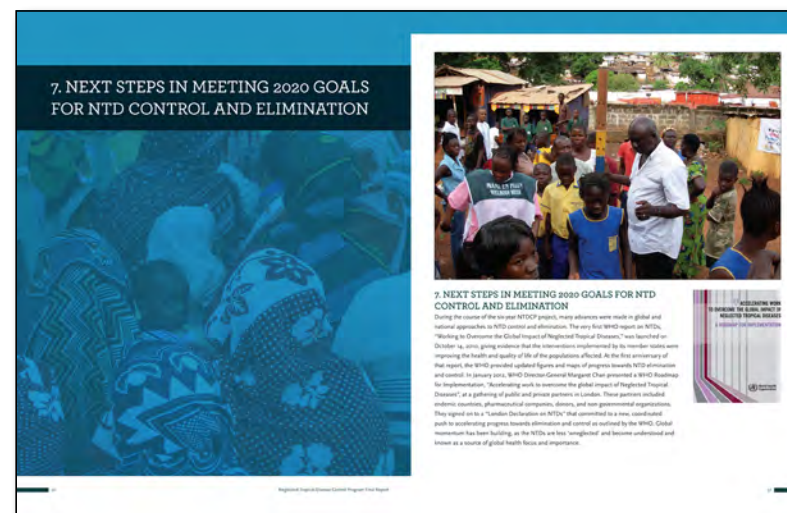 7. NEXT STEPS IN MEETING 2020 GOALS
FOR NTD CONTROL AND ELIMINATION
7. NEXT STEPS IN MEETING 2020 GOALS FOR NTD
CONTROL AND ELIMINATION
During the course of the six-year NTDCP project, many advances were made in global and
national approaches to NTD control and elimination. The very first WHO report on NTDs,
"Working to Overcome the Global Impact of Neglected Tropical Diseases," was launched on
October 14, 2010, giving evidence that the interventions implemented by its member states were
improving the health and quality of life of the populations affected. At the first anniversary of
that report, the WHO provided updated figures and maps of progress towards NTD elimination
and control. In January 2012, WHO Director-General Margaret Chan presented a WHO Roadmap
for Implementation, "Accelerating work to overcome the global impact of Neglected Tropical
Diseases", at a gathering of public and private partners in London. These partners included
endemic countries, pharmaceutical companies, donors, and non-governmental organizations.
They signed on to a "London Declaration on NTDs" that committed to a new, coordinated
push to accelerating progress towards elimination and control as outlined by the WHO. Global
momentum has been building, as the NTDs are less 'neglected' and become understood and
known as a source of global health focus and importance.
ACCELERATING WORK
TO OVERCOME THE GLOBAL IMPACT OF
NEGLECTED TROPICAL DISEASES
A ROADMAP FOR IMPLEMENTATION
Neglected Tropical Disease Control Program Final Report